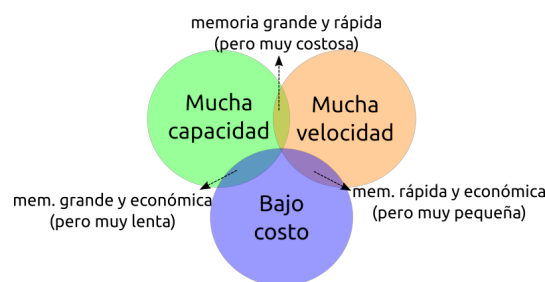 memoria grande y rápida
(pero muy costosa)
Mucha
capacidad
Mucha
velocidad
mem. grande y económica
(pero muy lenta)
Bajo
costo
mem. rápida y económica
(pero muy pequeña)